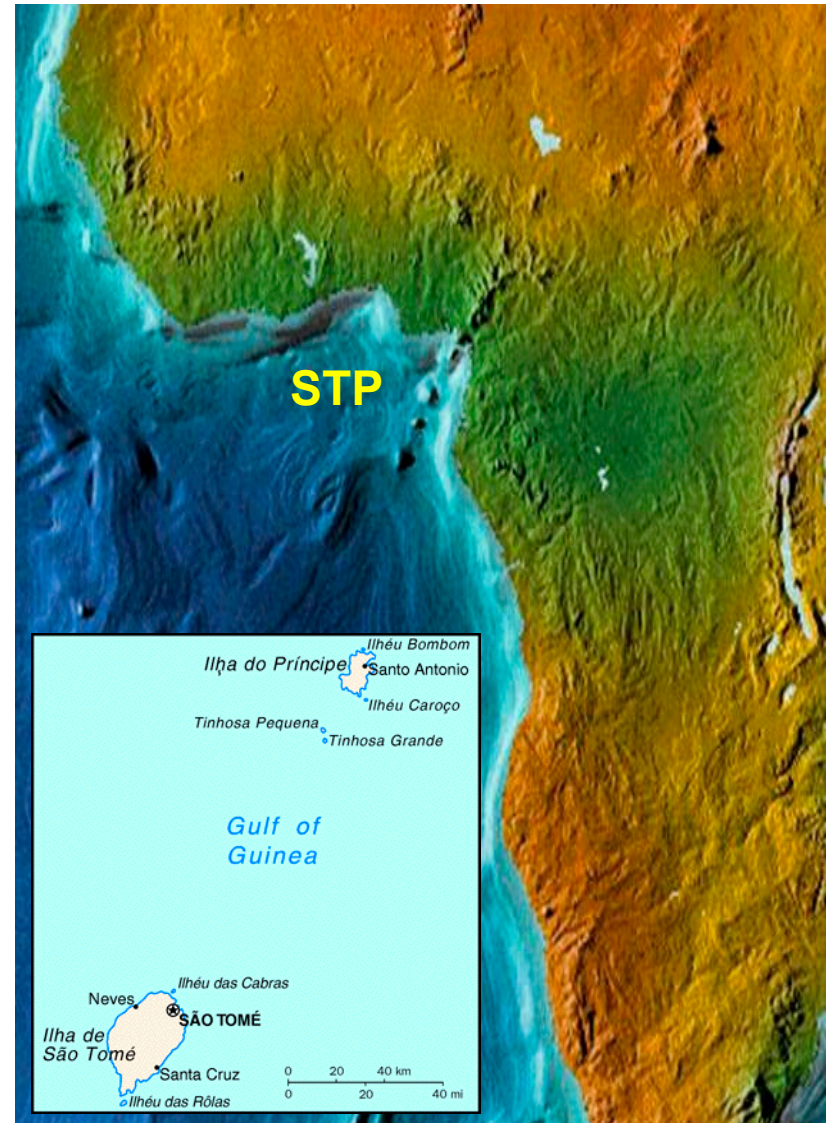 STP
Ilhéu Bombom
Ilha do Príncipe
Santo Antonio
Ilhéu Caroço
Tinhosa Pequena
Tinhosa Grande
Gulf of
Guinea
Ilhéu das Cabras
Neves
SÃO TOMÉ
Ilha de
São Tomé
Santa Cruz
0 20 40 km
0 20 40 mi
Ilhéu das Rôlas